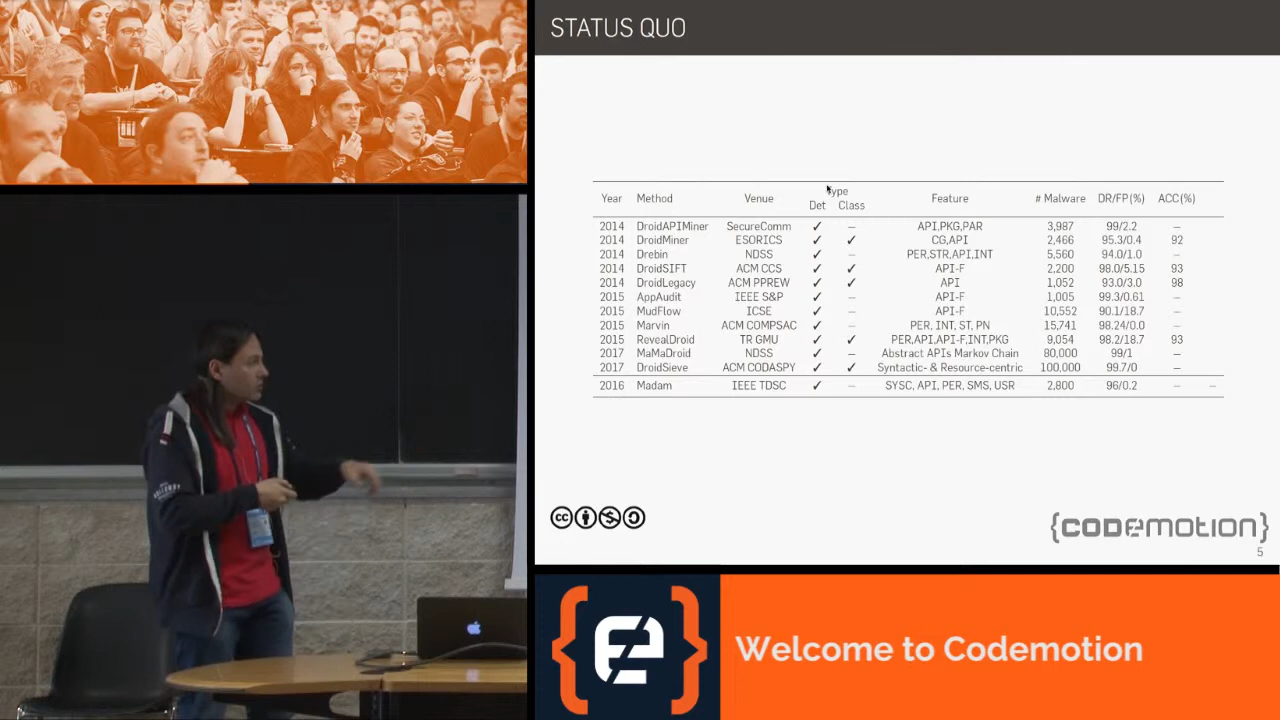 STATUS QUO
Year Method Venue Type Feature # Malware DR/FP(%) ACC(%)
Det Class
2014 DroidAPIMiner SecureComm ✓ – API,PKG,PAR 3,987 99/2.2 –
2014 DroidMiner ESORICS ✓ ✓ CG,API 2,466 95.3/0.4 92
2014 Drebin NDSS ✓ – PER,STR,API,INT 5,560 94.0/1.0 –
2014 DroidSIFT ACM CCS ✓ ✓ API-F 2,200 98.0/5.15 93
2014 DroidLegacy ACM PPREW ✓ ✓ API 1,052 93.0/3.0 98
2015 AppAudit IEEE S&P ✓ – API-F 1,005 99.3/0.61 –
2015 MudFlow ICSE ✓ – API-F 10,552 90.1/18.7 –
2015 Marvin ACM COMPSAC ✓ – PER, INT, ST, PN 15,741 98.24/0.0 –
2015 RevealDroid TR GMU ✓ ✓ PER,API,API-F,INT,PKG 9,054 98.2/18.7 93
2017 MaMaDroid NDSS ✓ – Abstract APIs Markov Chain 80,000 99/1 –
2017 DroidSieve ACM CODASPY ✓ ✓ Syntactic- & Resource-centric 100,000 99.7/0 –
2016 Madam IEEE TDSC ✓ – SYSC, API, PER, SMS, USR 2,800 96/0.2 – –
cc
{CODEMOTION}
5
Welcome to Codemotion